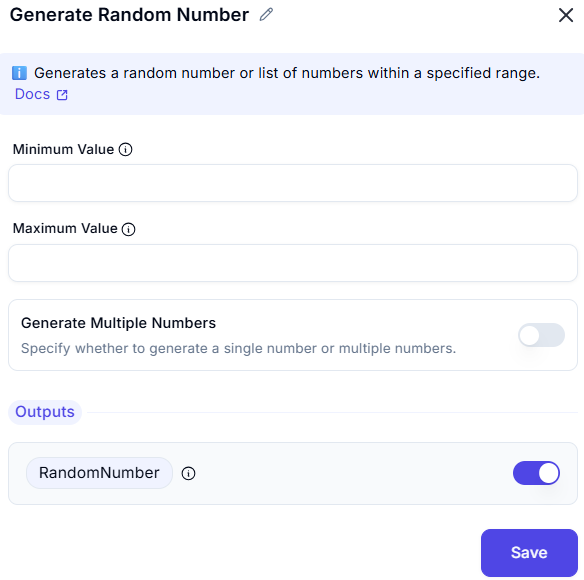 Generate Random Number
Generates a random number or list of numbers within a specified range.
Docs
Minimum Value
Maximum Value
Generate Multiple Numbers
Specify whether to generate a single number or multiple numbers.
Outputs
RandomNumber
Save